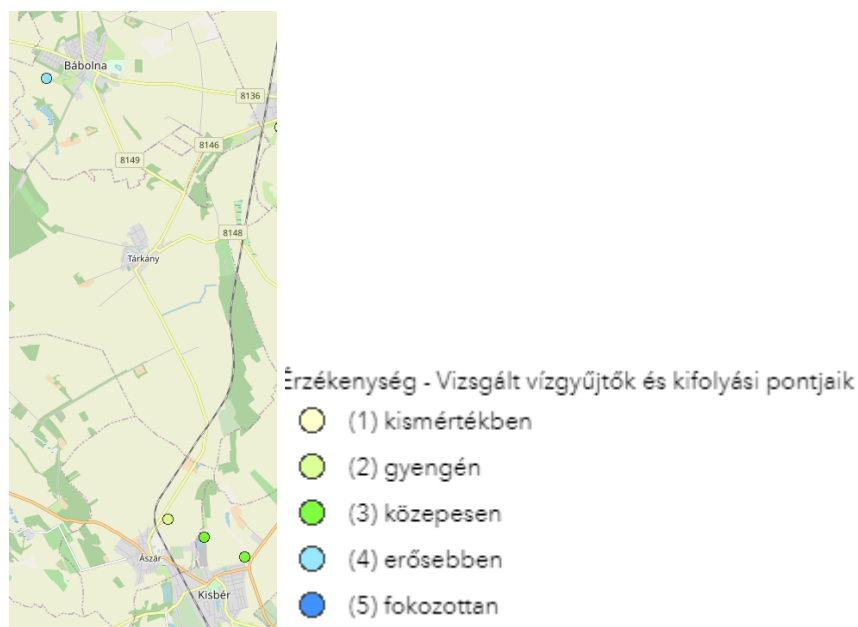 Bábolna
8136
8146
8149
8148
Tárkány
Ászár
Kisbér
Érzékenység - Vizsgált vízgyűjtők és kifolyási pontjaik
(1) kismértékben
(2) gyengén
(3) közepesen
(4) erősebben
(5) fokozottan